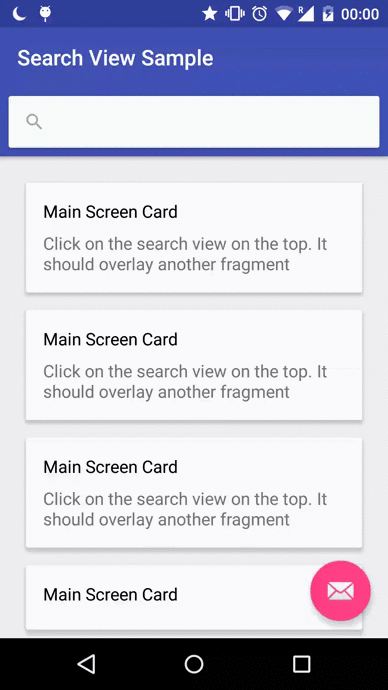 R
00:00
Search View Sample
Main Screen Card
Click on the search view on the top. It
should overlay another fragment
Main Screen Card
Click on the search view on the top. It
should overlay another fragment
Main Screen Card
Click on the search view on the top. It
should overlay another fragment
Main Screen Card